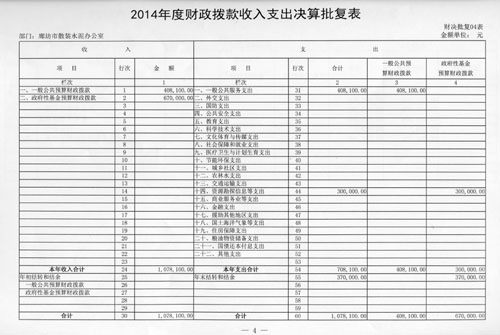 2014年度财政拨款收入支出决算批复表
财决批复04表
部门：廊坊市散装水泥办公室 金额单位： 元
收 入 支 出
项目 行次 金 额 项目 行次 合计 一般公共预算财政拨款 政府性基金预算财政拨款
栏次 1 栏次 2 3 4
一、一般公共预算财政拨款 1 408,100.00 一、一般公共服务支出 31 408,100.00 408,100.00
二、政府性基金预算财政拨款 2 670,000.00 二、外交支出 32
3 三、国防支出 33
4 四、公共安全支出 34
5 五、教育支出 35
6 六、科学技术支出 36
7 七、文化体育与传媒支出 37
8 八、社会保障和就业支出 38
9 九、医疗卫生与计划生育支出 39
10 十、节能环保支出 40
11 十一、城乡社区支出 41
12 十二、农林水支出 42
13 十三、交通运输支出 43
14 十四、资源勘探信息等支出 44 300,000.00 300,000.00
15 十五、商业服务业等支出 45
16 十六、金融支出 46
17 十七、援助其他地区支出 47
18 十八、国土海洋气象等支出 48
19 十九、住房保障支出 49
20 二十、粮油物资储备支出 50
21 二十一、国债还本付息支出 51
22 二十二、其他支出 52
23 53
本年收入合计 24 1,078,100.00 本年支出合计 54 708,100.00 408,100.00 300,000.00
年初结转和结余 25 年末结转和结余 55 370,000.00 370,000.00
一般公共预算财政拨款 26 56
政府性基金预算财政拨款 27 57
28 58
29 59
合计 30 1,078,100.00 合计 60 1,078,100.00 408,100.00 670,000.00
— 4 —